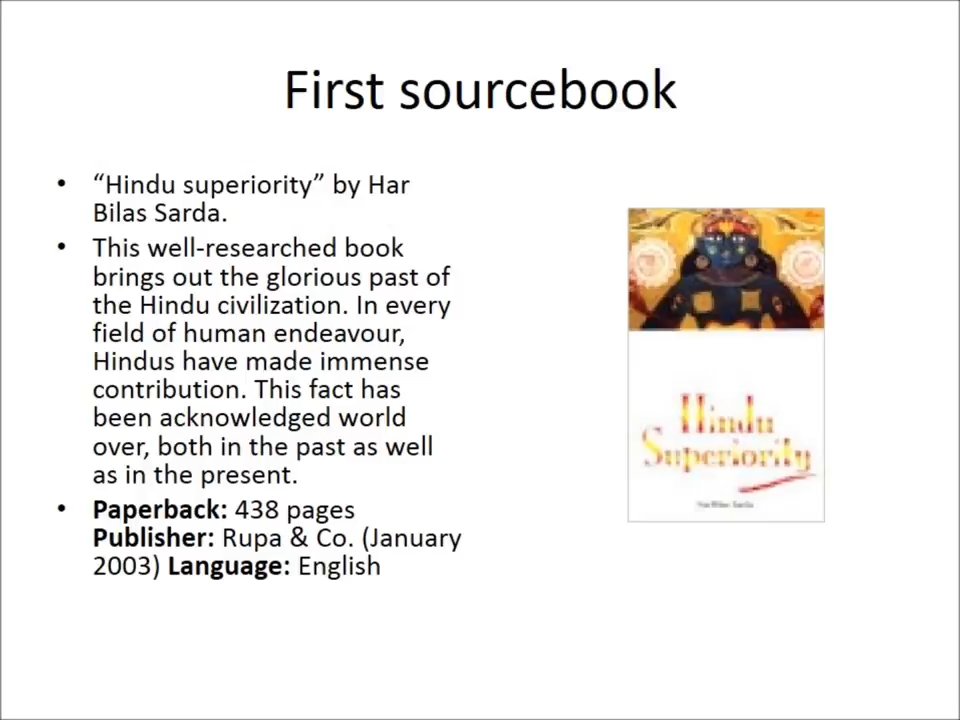 First sourcebook
• “Hindu superiority” by Har
Bilas Sarda.
• This well-researched book
brings out the glorious past of
the Hindu civilization. In every
field of human endeavour,
Hindus have made immense
contribution. This fact has
been acknowledged world
over, both in the past as well
as in the present.
• Paperback: 438 pages
Publisher: Rupa & Co. (January
2003) Language: English
Hindu
Superiority
Har Bilas Sarda